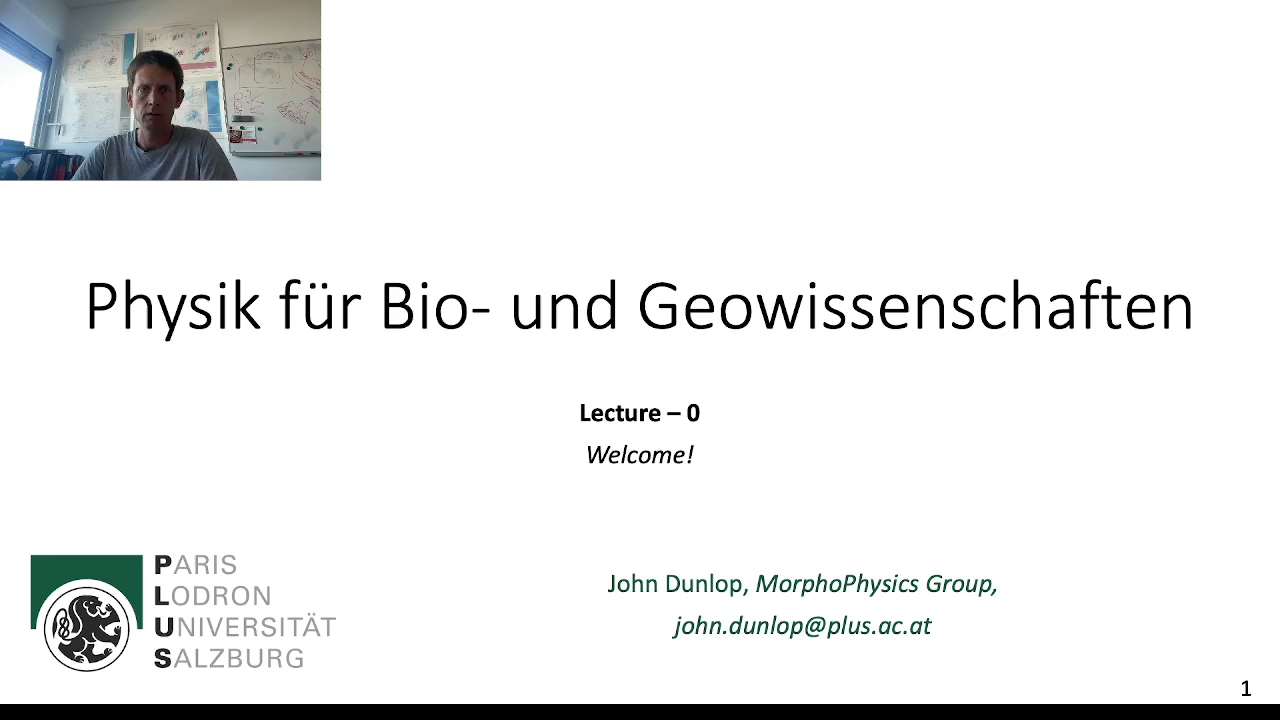 Physik für Bio- und Geowissenschaften
Lecture – 0
Welcome!
PARIS
LODRON
UNIVERSITÄT
SALZBURG
John Dunlop, MorphoPhysics Group,
john.dunlop@plus.ac.at
1